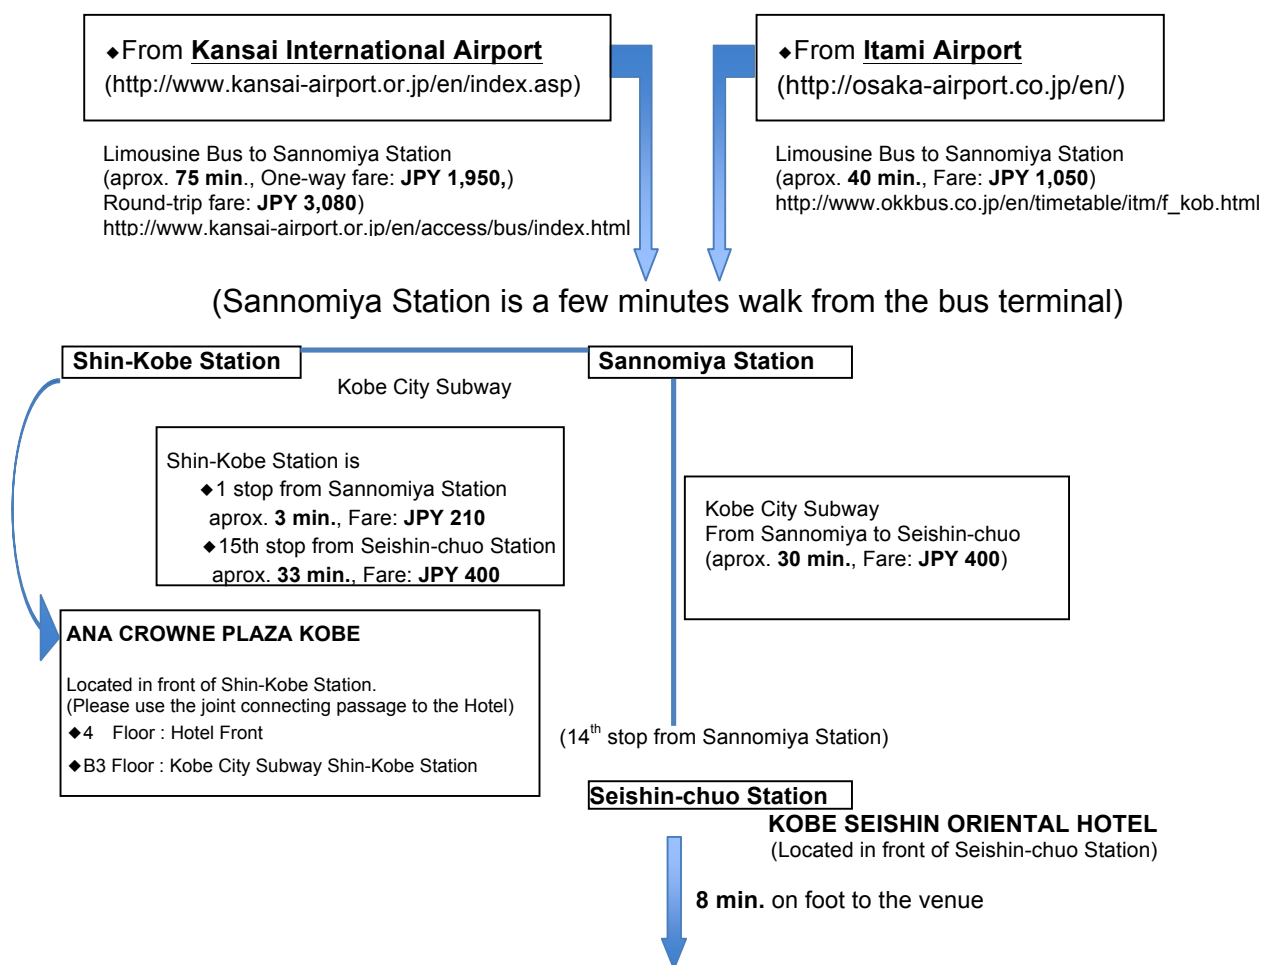 ◆From Kansai International Airport
(http://www.kansai-airport.or.jp/en/index.asp)
◆From Itami Airport
(http://osaka-airport.co.jp/en/)
Limousine Bus to Sannomiya Station
(aprox. 75 min., One-way fare: JPY 1,950,)
Round-trip fare: JPY 3,080)
http://www.kansai-airport.or.jp/en/access/bus/index.html
Limousine Bus to Sannomiya Station
(aprox. 40 min., Fare: JPY 1,050)
http://www.okkbus.co.jp/en/timetable/itm/f_kob.html
(Sannomiya Station is a few minutes walk from the bus terminal)
Shin-Kobe Station
Sannomiya Station
Kobe City Subway
Shin-Kobe Station is
◆1 stop from Sannomiya Station
aprox. 3 min., Fare: JPY 210
◆15th stop from Seishin-chuo Station
aprox. 33 min., Fare: JPY 400
Kobe City Subway
From Sannomiya to Seishin-chuo
(aprox. 30 min., Fare: JPY 400)
ANA CROWNE PLAZA KOBE
Located in front of Shin-Kobe Station.
(Please use the joint connecting passage to the Hotel)
◆4 Floor : Hotel Front
◆B3 Floor : Kobe City Subway Shin-Kobe Station
(14th stop from Sannomiya Station)
Seishin-chuo Station
KOBE SEISHIN ORIENTAL HOTEL
(Located in front of Seishin-chuo Station)
8 min. on foot to the venue